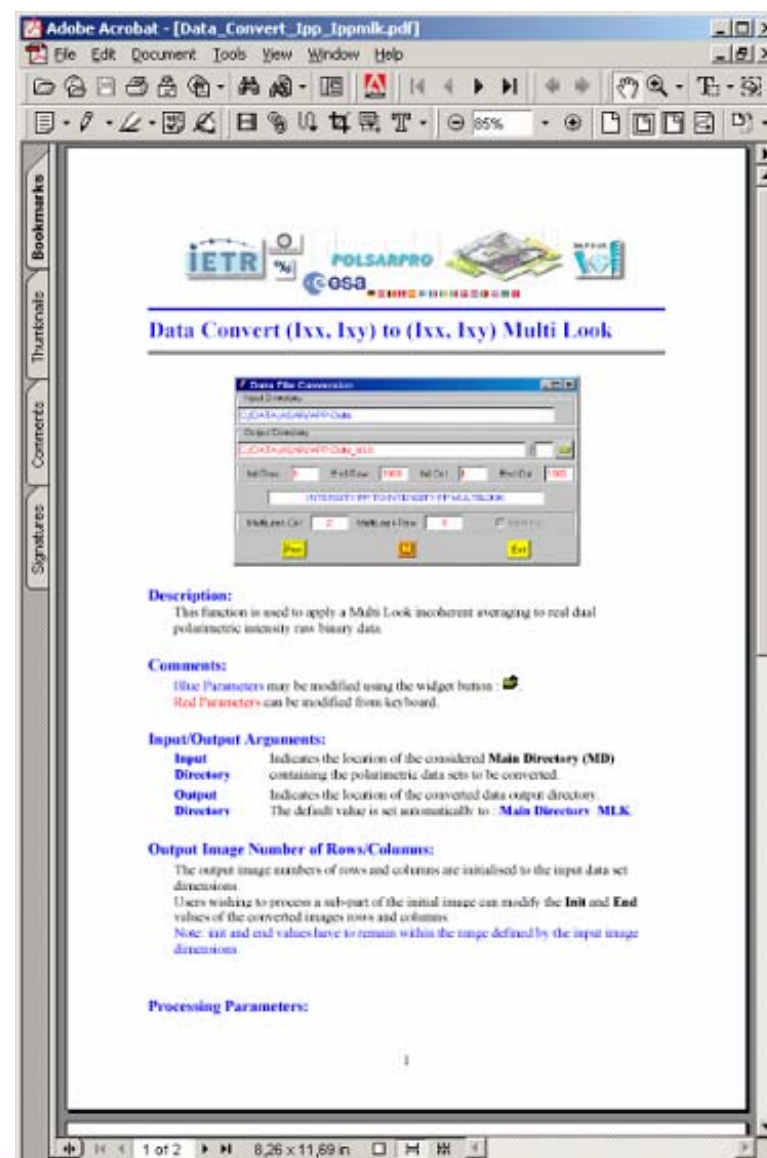 Adobe Acrobat - [Data_Convert_Ipp_Ippmlk.pdf]
File Edit Document Tools View Window Help
85%
Bookmarks
Thumbnails
Comments
Signatures
IETR
POLSARPRO
esa
Data Convert (Ixx, Ixy) to (Ixx, Ixy) Multi Look
Data File Conversion
Input Directory
Output Directory
Init Row End Row 1000 Init Col End Col 1000
INTENSITY PP TO INTENSITY PP MULTILOOK
MultiLook Col 2 MultiLook Row
Run Exit
Description:
This function is used to apply a Multi Look incoherent averaging to real dual
polarimetric intensity raw binary data.
Comments:
Blue Parameters may be modified using the widget button :
Red Parameters can be modified from keyboard.
Input/Output Arguments:
Input Directory
Indicates the location of the considered Main Directory (MD)
containing the polarimetric data sets to be converted.
Output Directory
Indicates the location of the converted data output directory.
The default value is set automatically to : Main Directory_MLK
Output Image Number of Rows/Columns:
The output image numbers of rows and columns are initialised to the input data set
dimensions.
Users wishing to process a sub-part of the initial image can modify the Init and End
values of the converted images rows and columns.
Note: init and end values have to remain within the range defined by the input image
dimensions.
Processing Parameters:
1
1 of 2 8,26 x 11,69 in